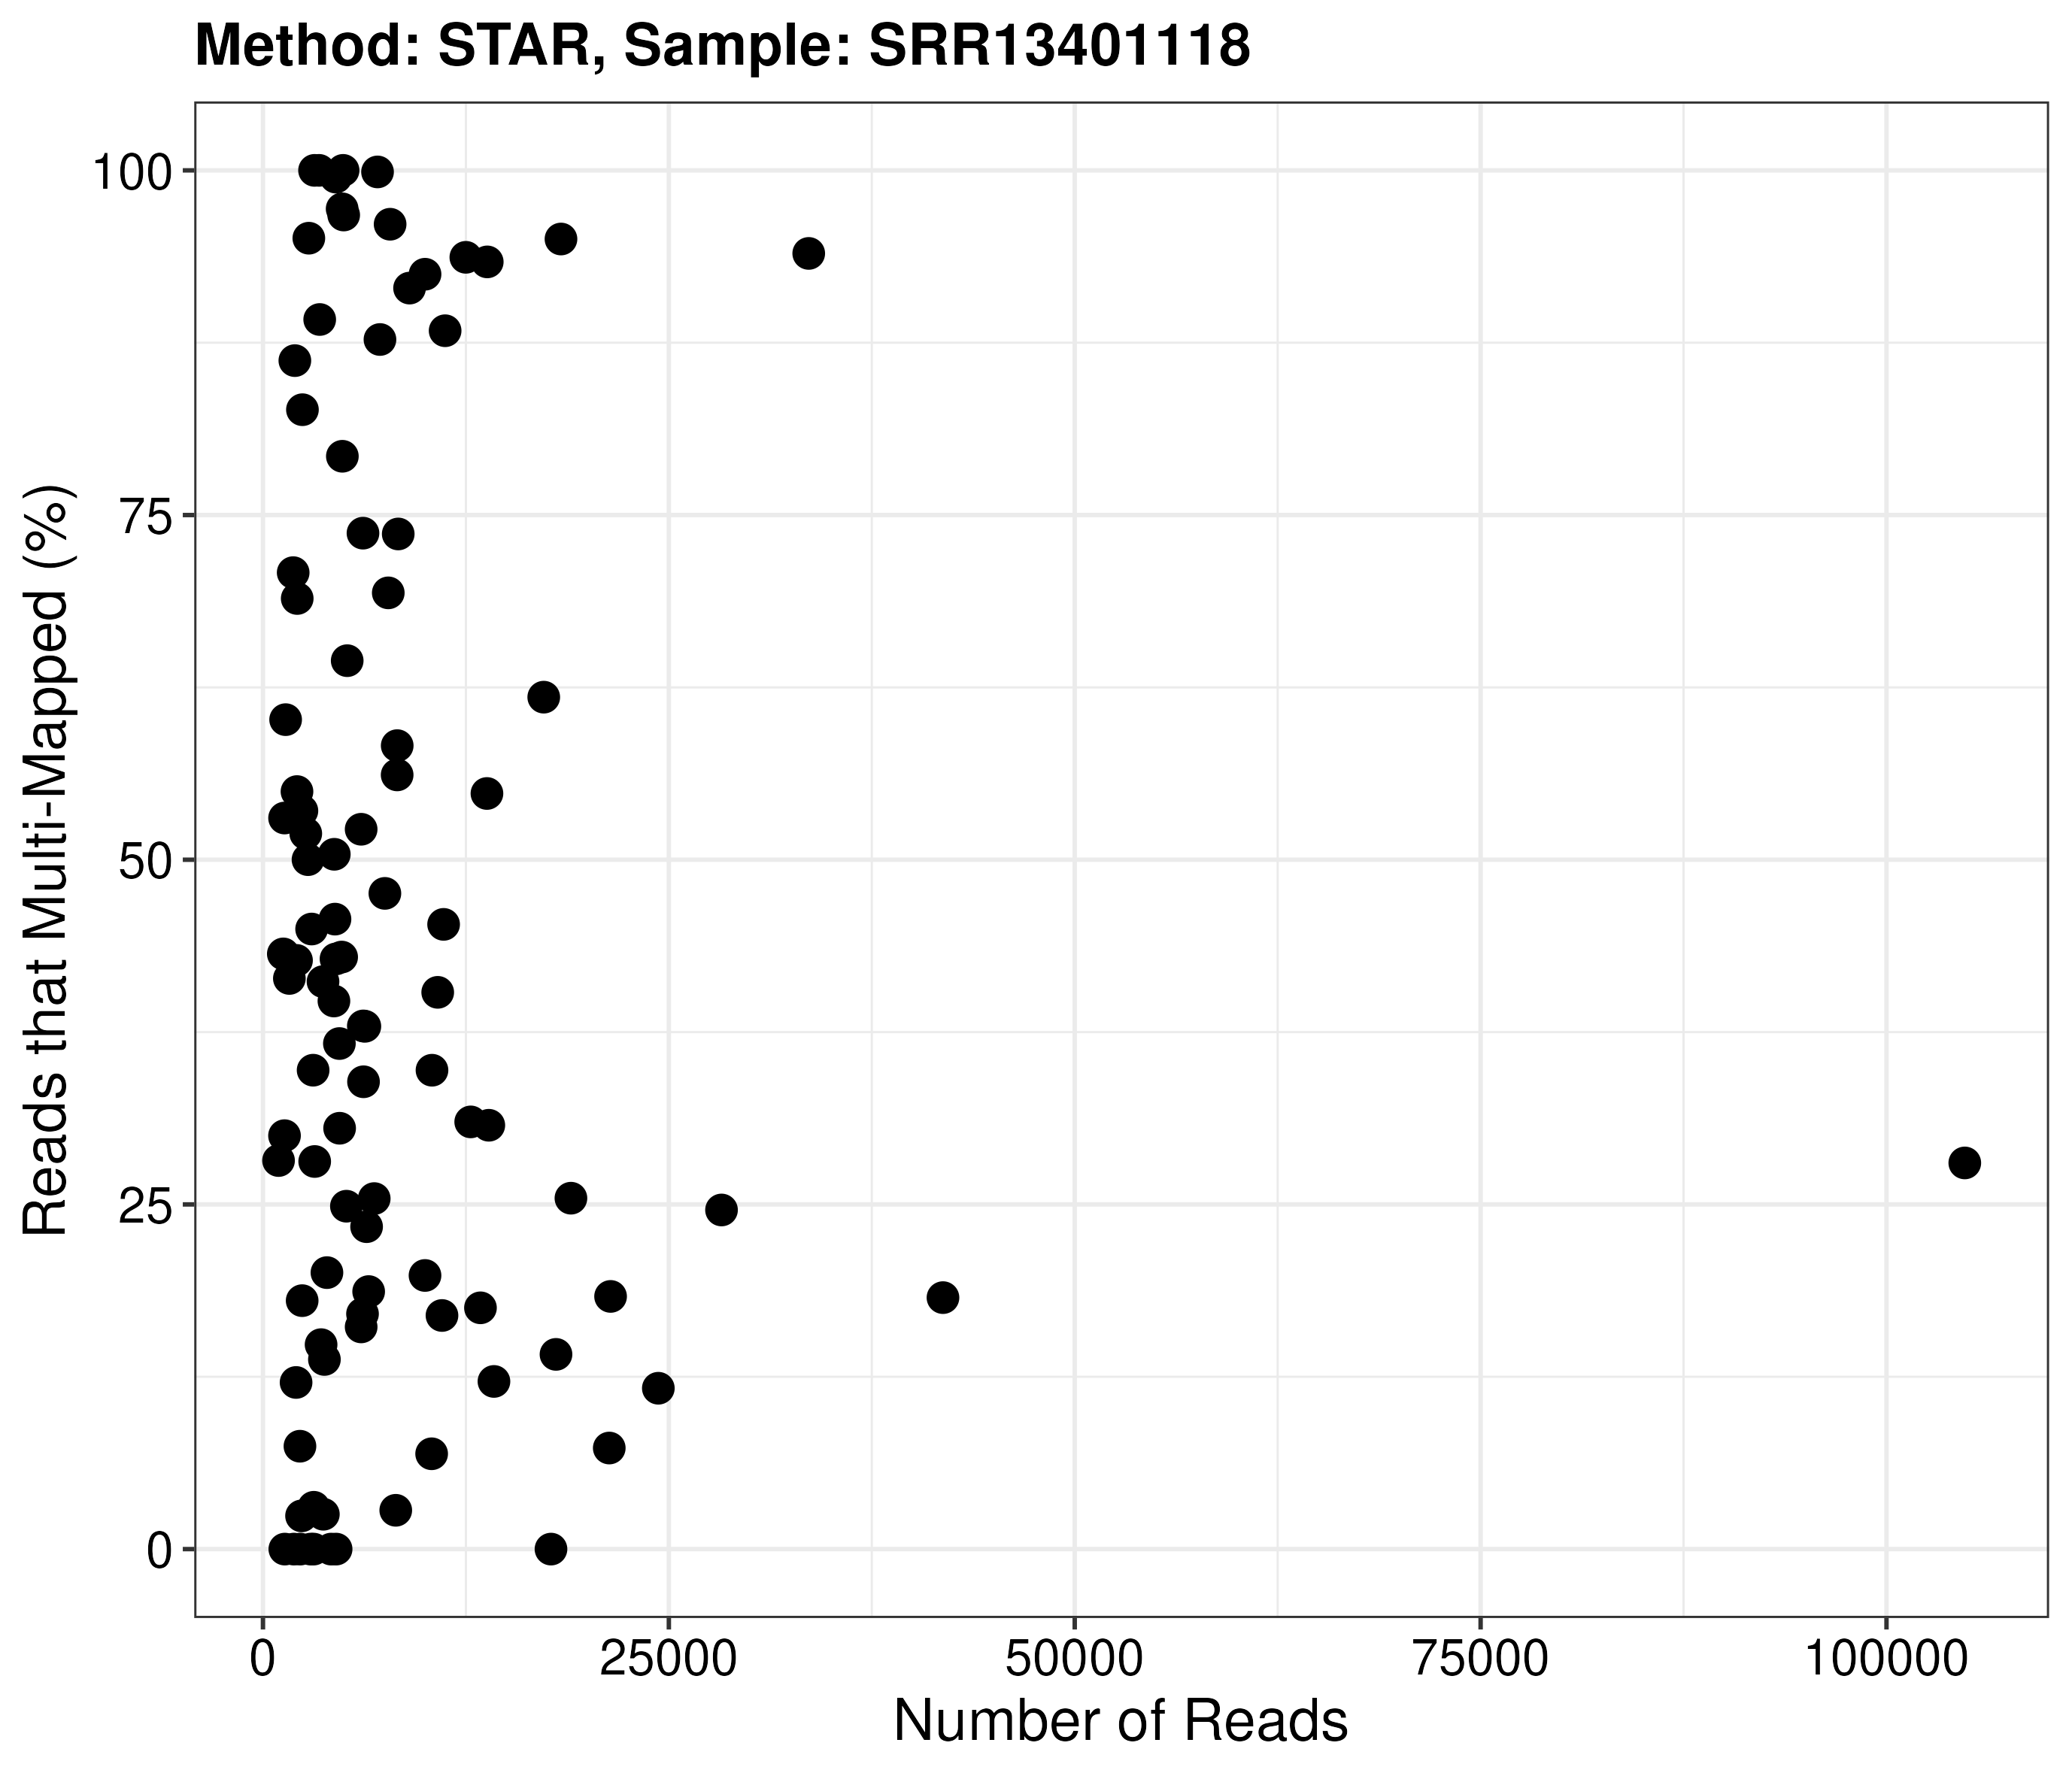 Method: STAR, Sample: SRR13401118
Reads that Multi-Mapped (%)
100
75
50
25
0
0 25000 50000 75000 100000
Number of Reads